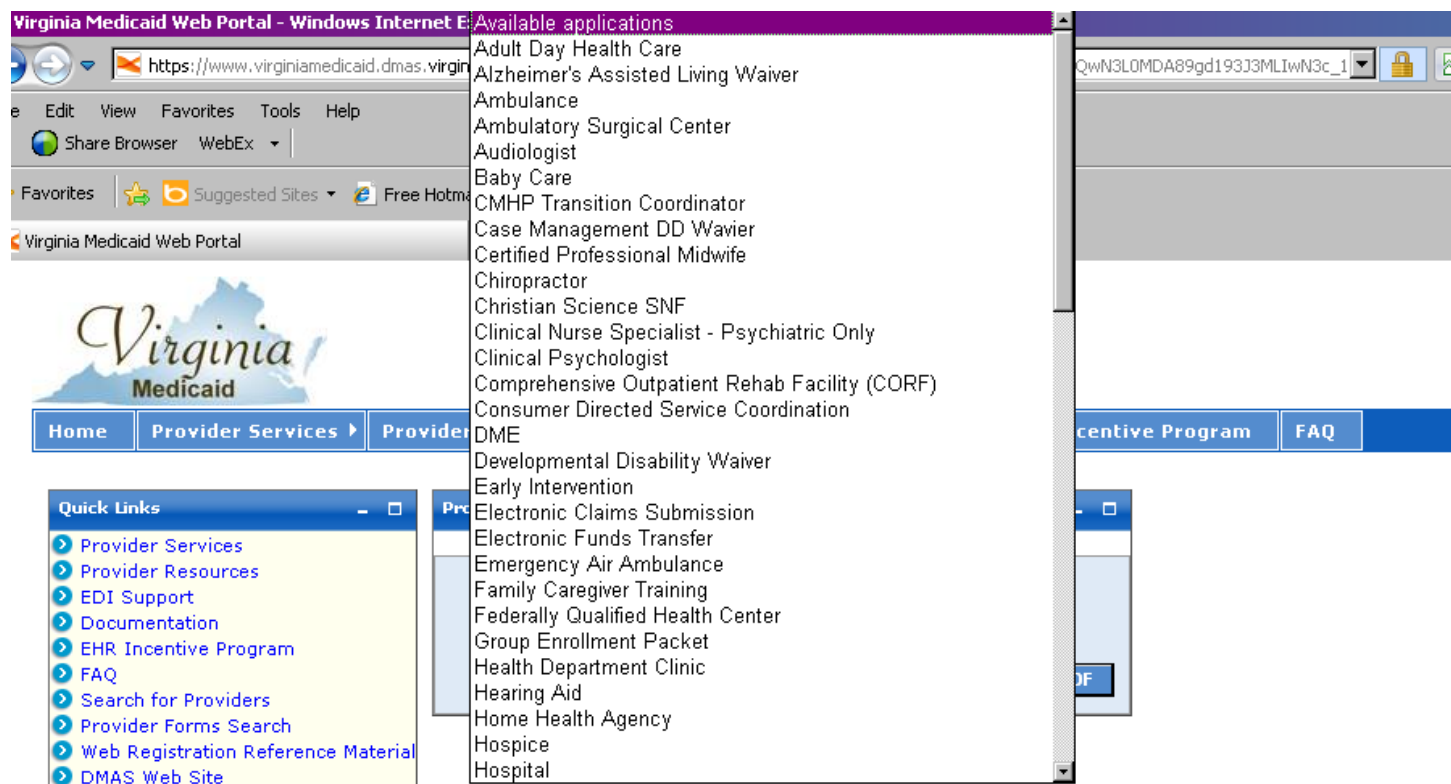 Virginia Medicaid Web Portal - Windows Internet E
https://www.virginiamedicaid.dmas.virgin
QwN3L0MDA89gd193J3MLIwN3c_1
e Edit View Favorites Tools Help
Share Browser WebEx
Favorites Suggested Sites Free Hotma
Virginia Medicaid Web Portal
Virginia
Medicaid
Home Provider Services Provider centive Program FAQ
Quick Links
Provider Services
Provider Resources
EDI Support
Documentation
EHR Incentive Program
FAQ
Search for Providers
Provider Forms Search
Web Registration Reference Material
DMAS Web Site
Pro
Available applications
Adult Day Health Care
Alzheimer's Assisted Living Waiver
Ambulance
Ambulatory Surgical Center
Audiologist
Baby Care
CMHP Transition Coordinator
Case Management DD Wavier
Certified Professional Midwife
Chiropractor
Christian Science SNF
Clinical Nurse Specialist - Psychiatric Only
Clinical Psychologist
Comprehensive Outpatient Rehab Facility (CORF)
Consumer Directed Service Coordination
DME
Developmental Disability Waiver
Early Intervention
Electronic Claims Submission
Electronic Funds Transfer
Emergency Air Ambulance
Family Caregiver Training
Federally Qualified Health Center
Group Enrollment Packet
Health Department Clinic
Hearing Aid
Home Health Agency
Hospice
Hospital
DF